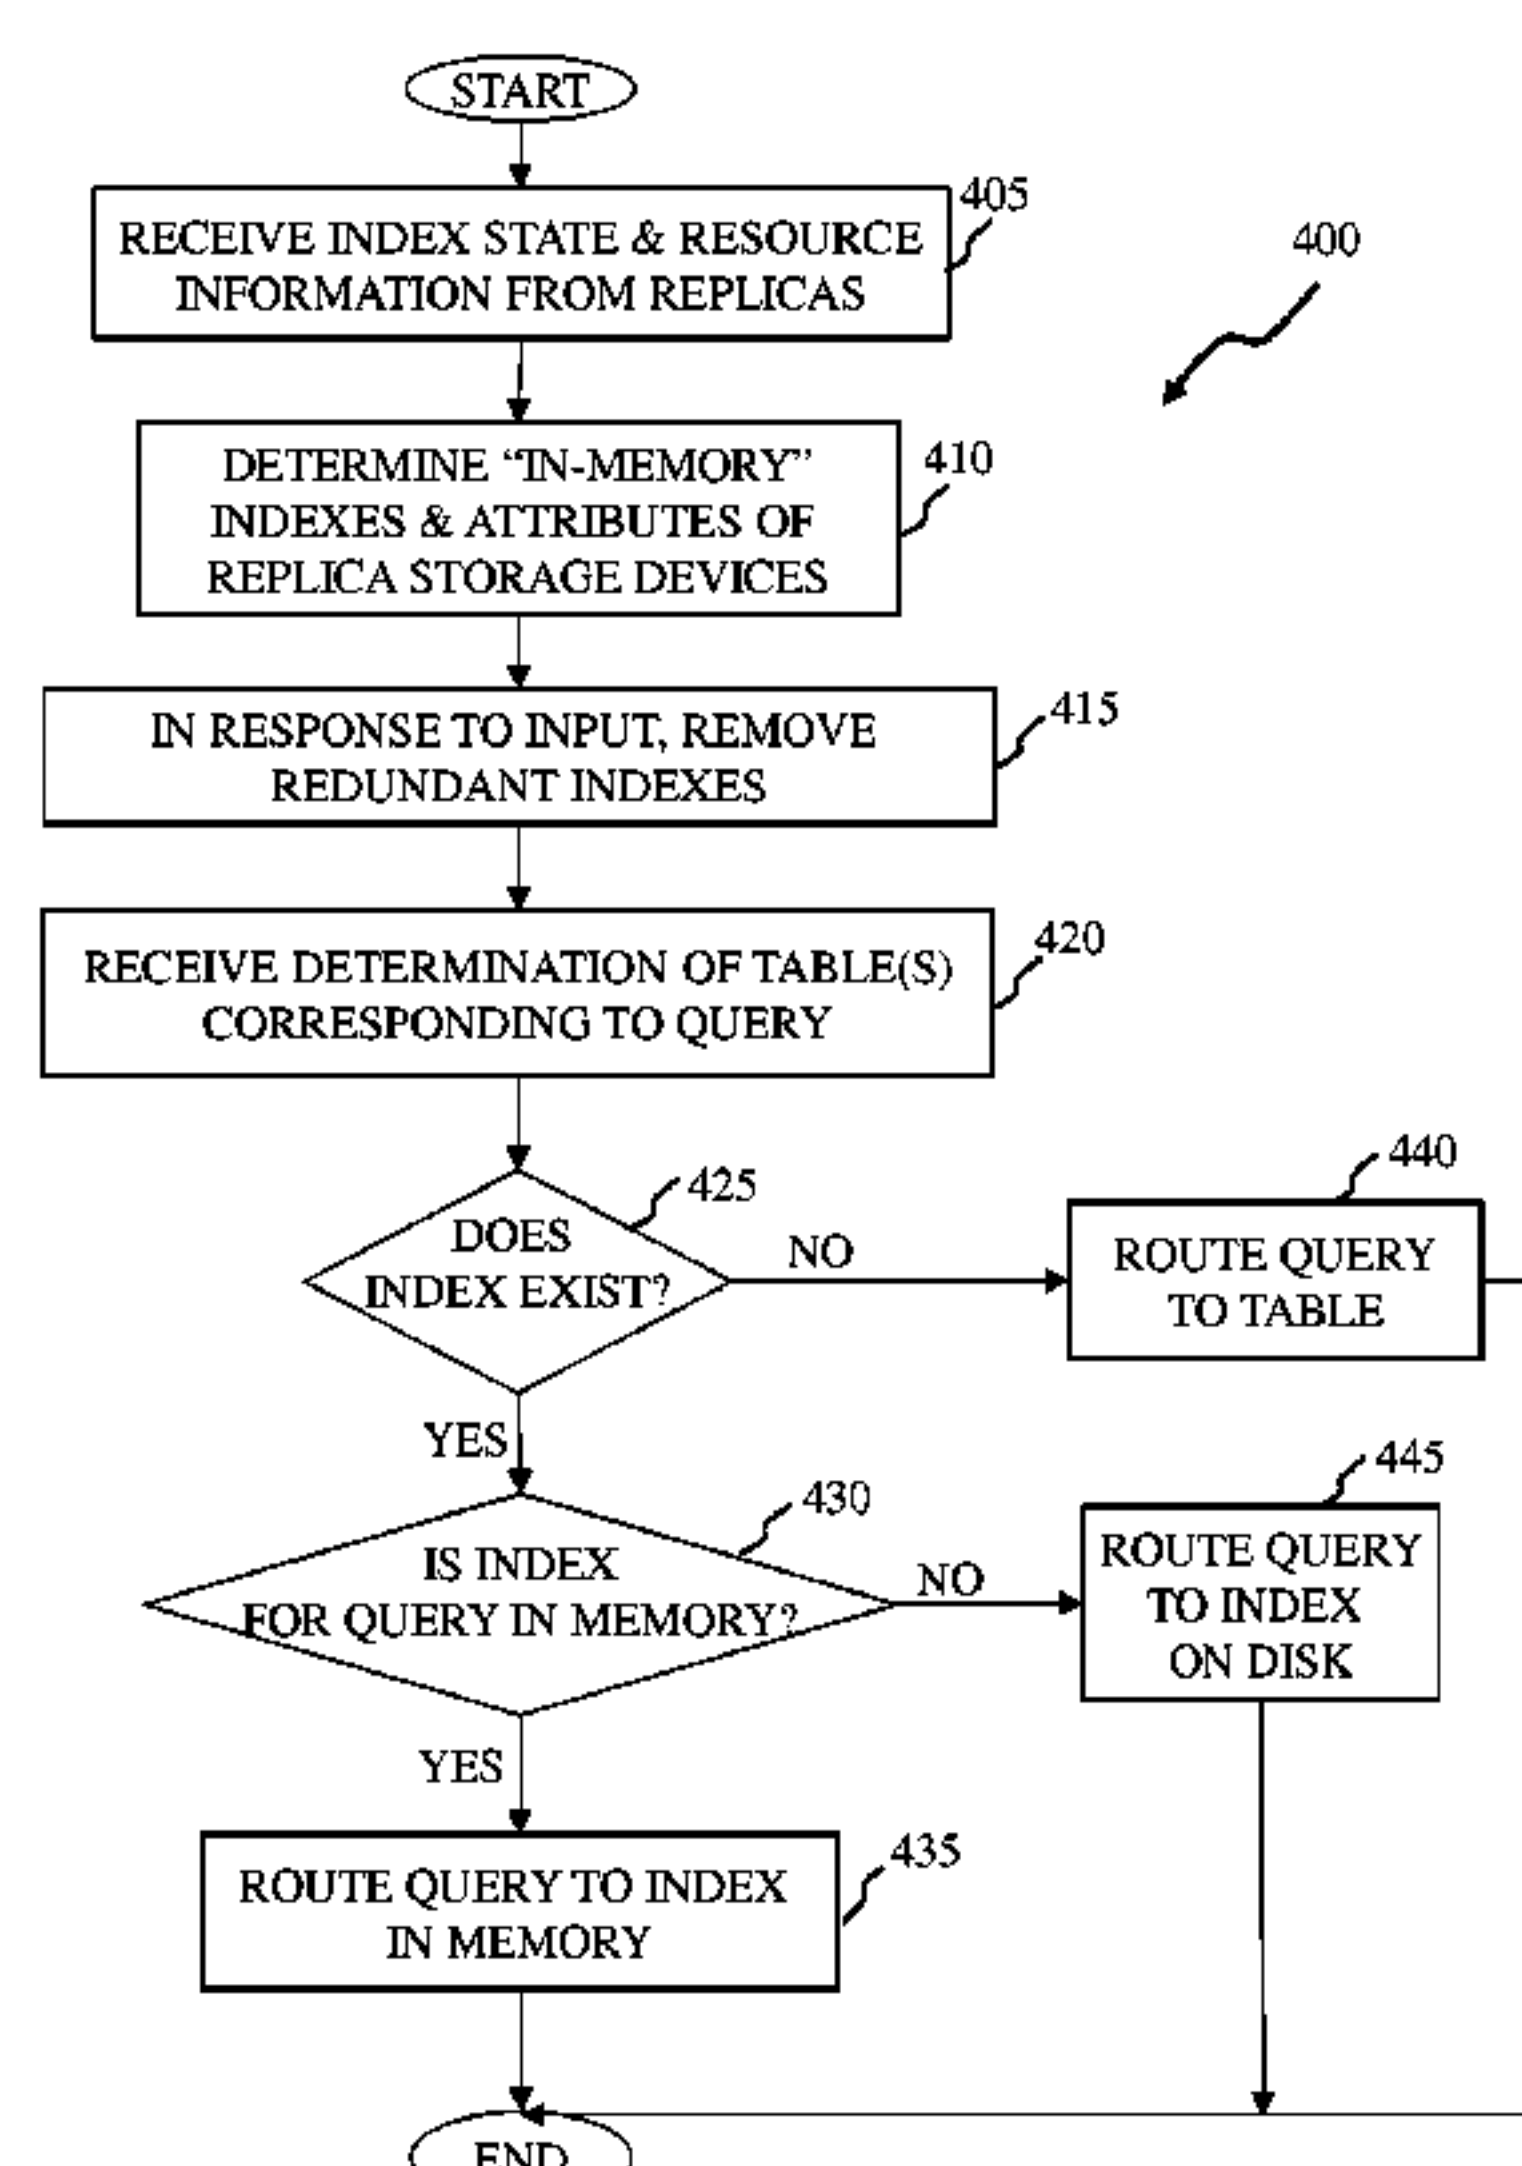 START
405
RECEIVE INDEX STATE & RESOURCE
INFORMATION FROM REPLICAS
400
410
DETERMINE “IN-MEMORY”
INDEXES & ATTRIBUTES OF
REPLICA STORAGE DEVICES
415
IN RESPONSE TO INPUT, REMOVE
REDUNDANT INDEXES
420
RECEIVE DETERMINATION OF TABLE(S)
CORRESPONDING TO QUERY
425
DOES
INDEX EXIST?
NO
440
ROUTE QUERY
TO TABLE
YES
430
IS INDEX
FOR QUERY IN MEMORY?
NO
445
ROUTE QUERY
TO INDEX
ON DISK
YES
435
ROUTE QUERY TO INDEX
IN MEMORY
END